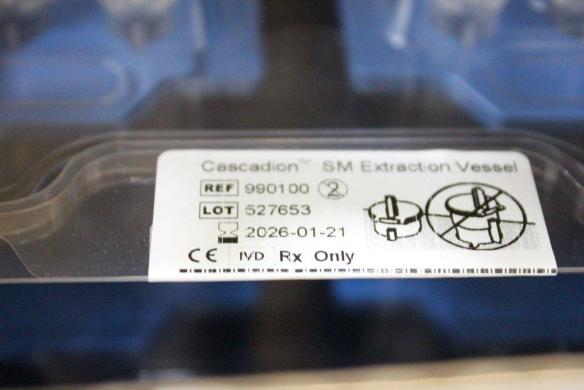 Cascadion™ SM Extraction Vessel
REF 990100 2
LOT 527653
2026-01-21
CE IVD Rx Only